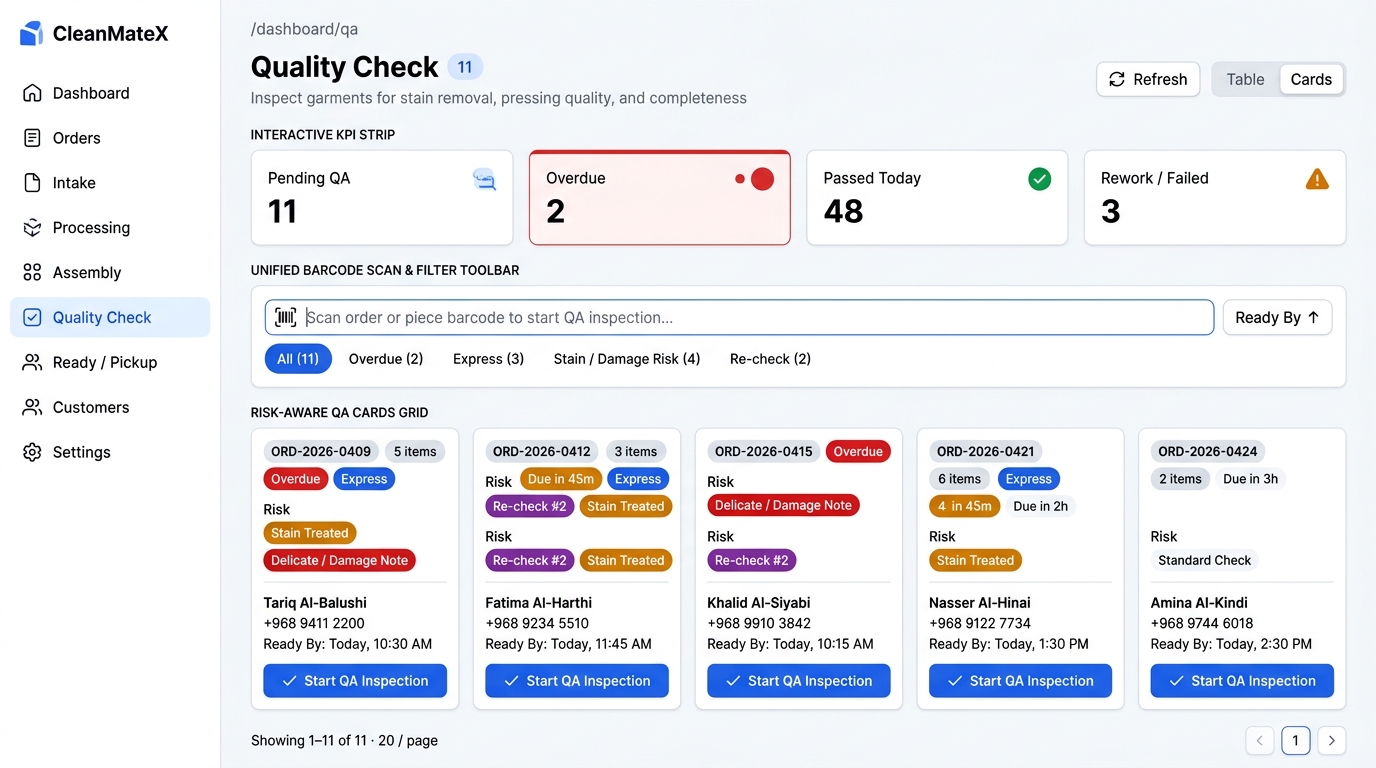 CleanMateX
Dashboard
Orders
Intake
Processing
Assembly
Quality Check
Ready / Pickup
Customers
Settings
/dashboard/qa
Quality Check 11
Inspect garments for stain removal, pressing quality, and completeness
Refresh
Table Cards
INTERACTIVE KPI STRIP
Pending QA
11
Overdue
2
Passed Today
48
Rework / Failed
3
UNIFIED BARCODE SCAN & FILTER TOOLBAR
Scan order or piece barcode to start QA inspection...
Ready By ↑
All (11) Overdue (2) Express (3) Stain / Damage Risk (4) Re-check (2)
RISK-AWARE QA CARDS GRID
ORD-2026-0409 5 items
Overdue Express
Risk
Stain Treated
Delicate / Damage Note
Tariq Al-Balushi
+968 9411 2200
Ready By: Today, 10:30 AM
Start QA Inspection
ORD-2026-0412 3 items
Risk Due in 45m Express
Re-check #2 Stain Treated
Risk
Re-check #2 Stain Treated
Fatima Al-Harthi
+968 9234 5510
Ready By: Today, 11:45 AM
Start QA Inspection
ORD-2026-0415 Overdue
Risk
Delicate / Damage Note
Risk
Re-check #2
Khalid Al-Siyabi
+968 9910 3842
Ready By: Today, 10:15 AM
Start QA Inspection
ORD-2026-0421
6 items Express
4 in 45m Due in 2h
Risk
Stain Treated
Nasser Al-Hinai
+968 9122 7734
Ready By: Today, 1:30 PM
Start QA Inspection
ORD-2026-0424
2 items Due in 3h
Risk
Standard Check
Amina Al-Kindi
+968 9744 6018
Ready By: Today, 2:30 PM
Start QA Inspection
Showing 1–11 of 11 · 20 / page
1